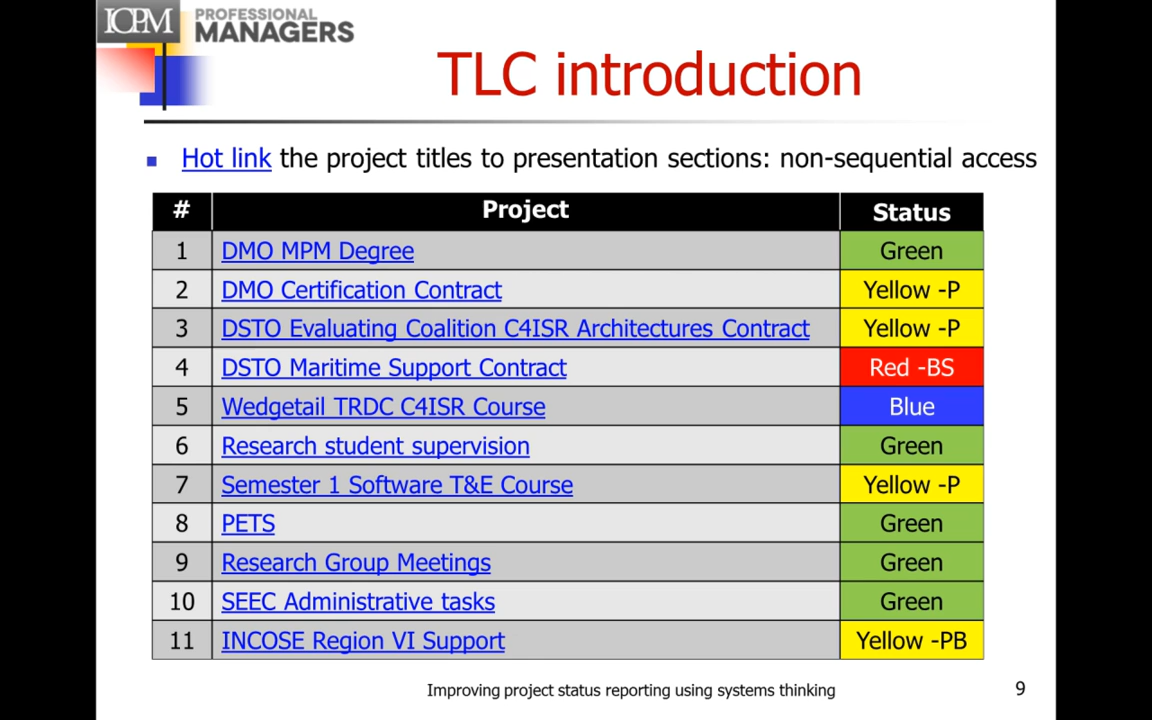 ICPM PROFESSIONAL
MANAGERS
TLC introduction
Hot link the project titles to presentation sections: non-sequential access
# Project Status
1 DMO MPM Degree Green
2 DMO Certification Contract Yellow -P
3 DSTO Evaluating Coalition C4ISR Architectures Contract Yellow -P
4 DSTO Maritime Support Contract Red -BS
5 Wedgetail TRDC C4ISR Course Blue
6 Research student supervision Green
7 Semester 1 Software T&E Course Yellow -P
8 PETS Green
9 Research Group Meetings Green
10 SEEC Administrative tasks Green
11 INCOSE Region VI Support Yellow -PB
Improving project status reporting using systems thinking 9